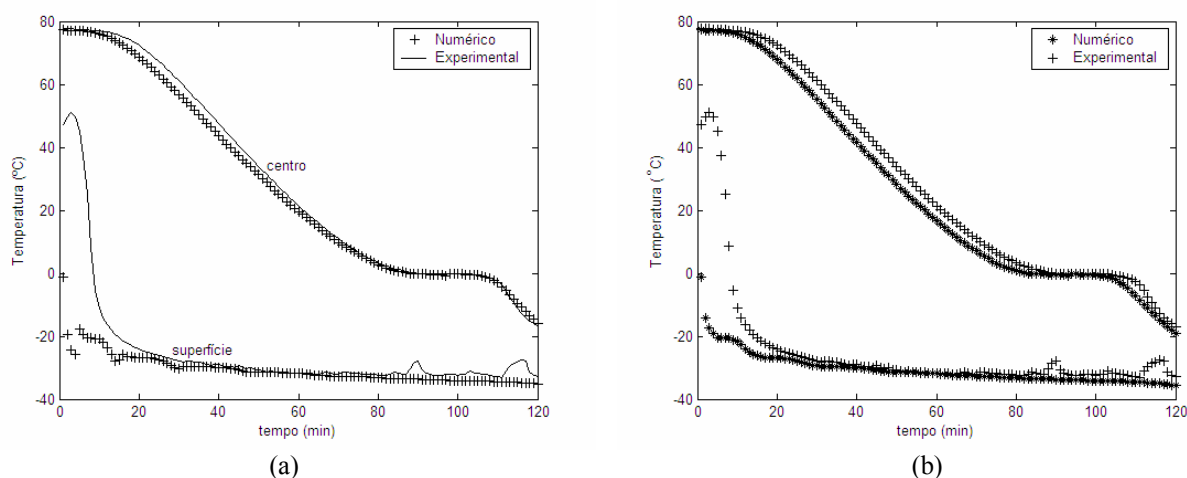 80
60
40
20
0
-20
-40
Temperatura (ºC)
Numérico
Experimental
centro
superfície
0 20 40 60 80 100 120
tempo (min)
(a)
80
60
40
20
0
-20
-40
Temperatura (°C)
Numérico
Experimental
0 20 40 60 80 100 120
tempo (min)
(b)